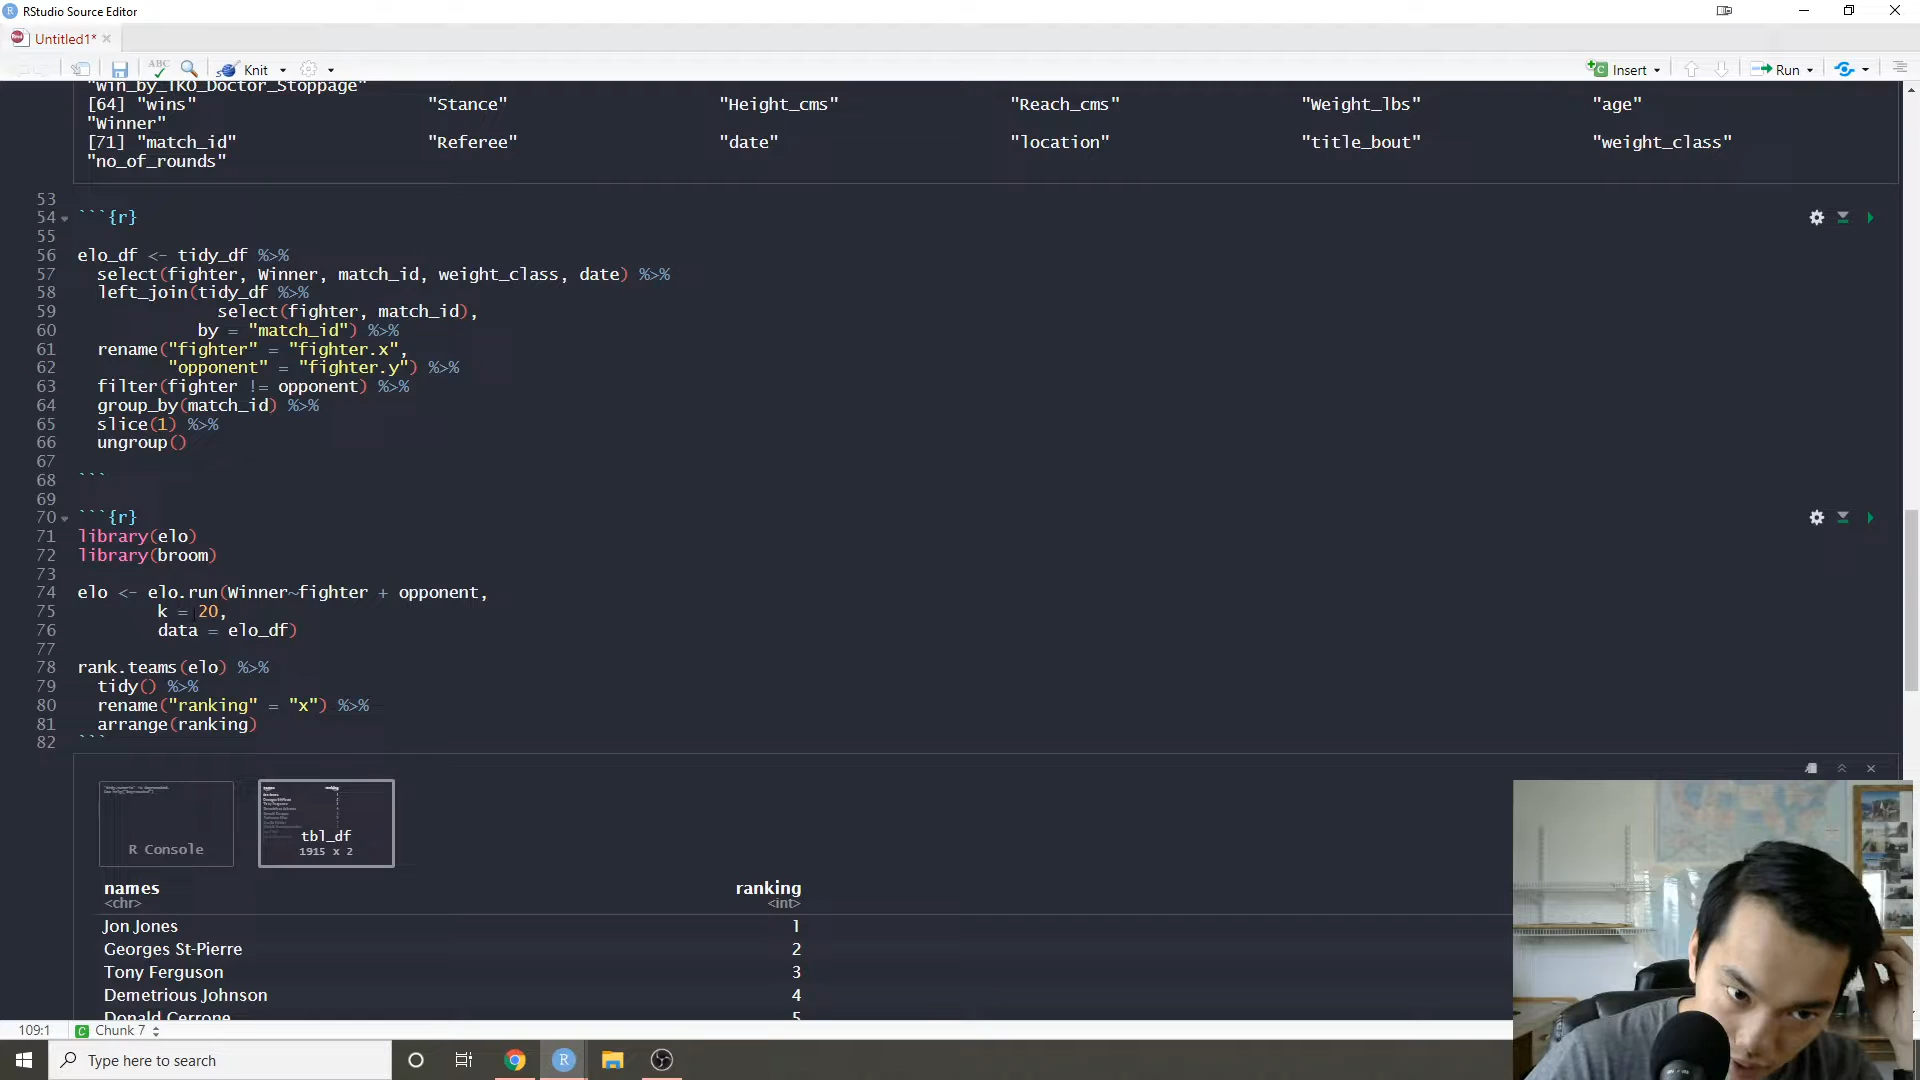 RStudio Source Editor
Untitled1*
ABC
Knit
Insert
Run
"Win_by_TKO_Doctor_Stoppage"
[64] "wins" "Stance" "Height_cms" "Reach_cms" "Weight_lbs" "age"
"Winner"
[71] "match_id" "Referee" "date" "location" "title_bout" "weight_class"
"no_of_rounds"
53
54 ```{r}
55
56 elo_df <- tidy_df %>%
57 select(fighter, Winner, match_id, weight_class, date) %>%
58 left_join(tidy_df %>%
59 select(fighter, match_id),
60 by = "match_id") %>%
61 rename("fighter" = "fighter.x",
62 "opponent" = "fighter.y") %>%
63 filter(fighter != opponent) %>%
64 group_by(match_id) %>%
65 slice(1) %>%
66 ungroup()
67
68 ```
69
70 ```{r}
71 library(elo)
72 library(broom)
73
74 elo <- elo.run(Winner~fighter + opponent,
75 k = 20,
76 data = elo_df)
77
78 rank.teams(elo) %>%
79 tidy() %>%
80 rename("ranking" = "x") %>%
81 arrange(ranking)
82 ```
R Console
tbl_df
1915 x 2
names ranking
<chr> <int>
Jon Jones 1
Georges St-Pierre 2
Tony Ferguson 3
Demetrious Johnson 4
Donald Cerrone 5
109:1 Chunk 7
Type here to search